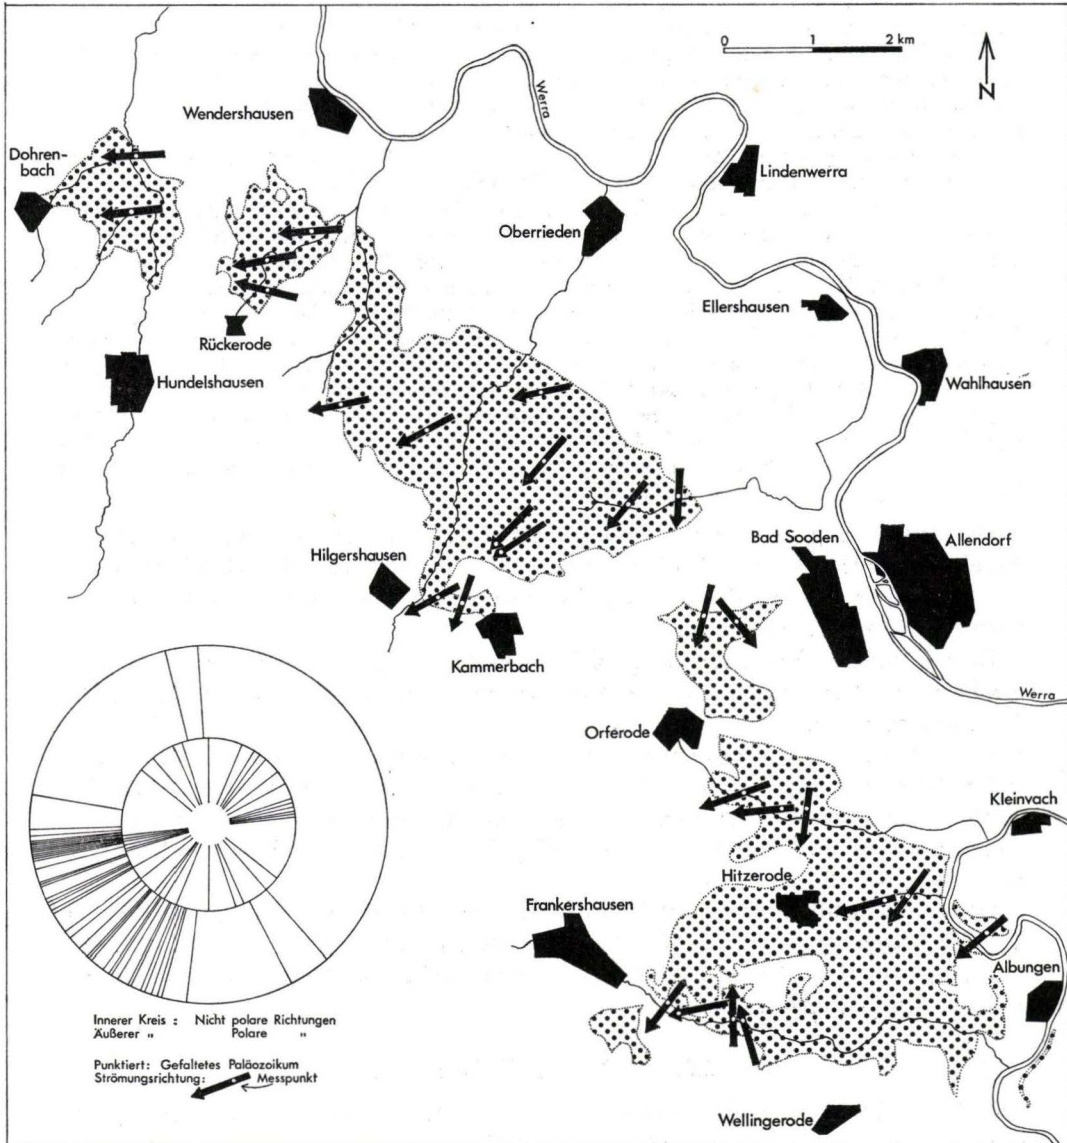 0 1 2 km
N
Werra
Wendershausen
Dohren-
bach
Lindenwerra
Oberrieden
Ellershausen
Rückerode
Hundelshausen
Wahlhausen
Bad Sooden
Allendorf
Hilgershausen
Kammerbach
Werra
Orferode
Kleinvach
Hitzerode
Frankershausen
Albungen
Innerer Kreis : Nicht polare Richtungen
Äußerer " Polare "
Punktiert: Gefaltetes Paläozoikum
Strömungsrichtung: Messpunkt
Wellingerode